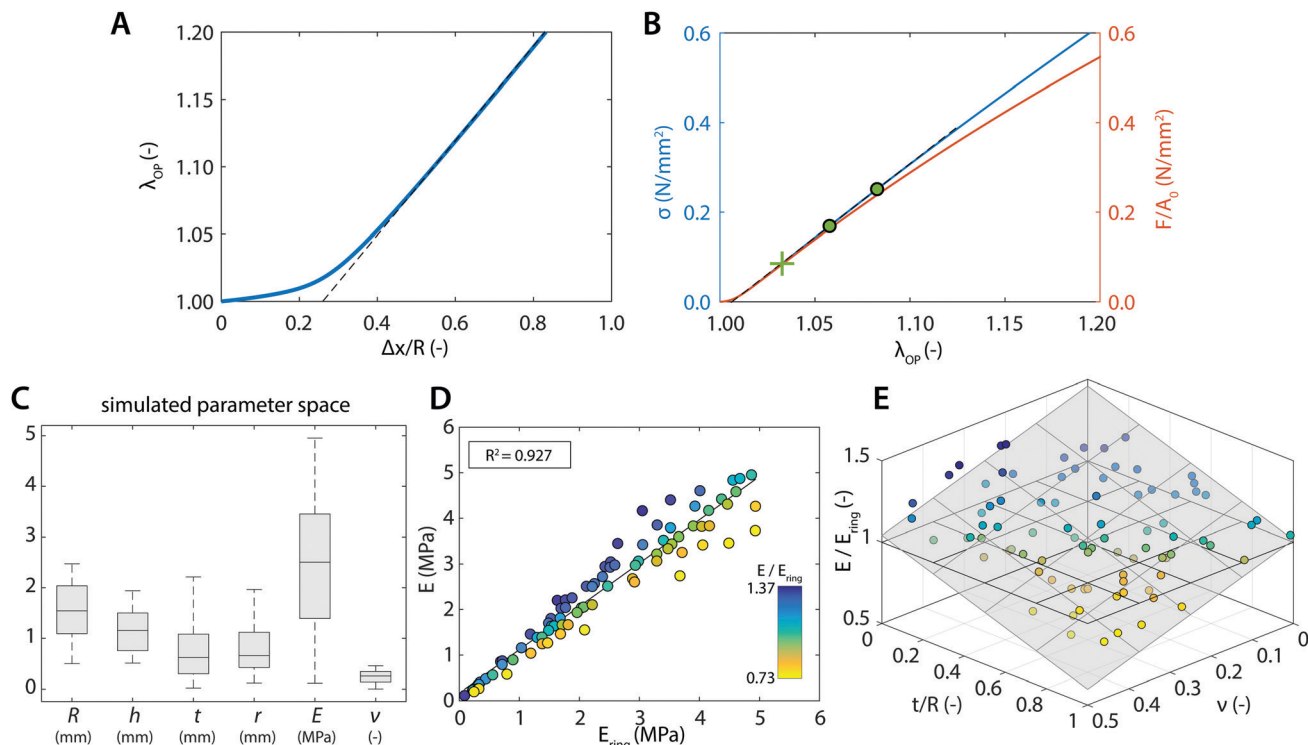 A
1.20
1.15
1.10
1.05
1.00
λOP (-)
0
0.2
0.4
0.6
0.8
1.0
Δx/R (-)
B
0.6
0.4
0.2
0.0
σ (N/mm²)
0.6
0.4
0.2
0.0
F/A₀ (N/mm²)
1.00
1.05
1.10
1.15
1.20
λOP (-)
C
simulated parameter space
5
4
3
2
1
0
R
h
t
r
E
ν
(mm)
(mm)
(mm)
(mm)
(MPa)
(-)
D
6
5
4
3
2
1
0
E (MPa)
R² = 0.927
E / Ering
1.37
0.73
0
1
2
3
4
5
6
Ering (MPa)
E
1.5
1
0.5
E / Ering (-)
0
0.2
0.4
0.6
0.8
1
t/R (-)
0.5
0.4
0.3
0.2
0.1
0
ν (-)